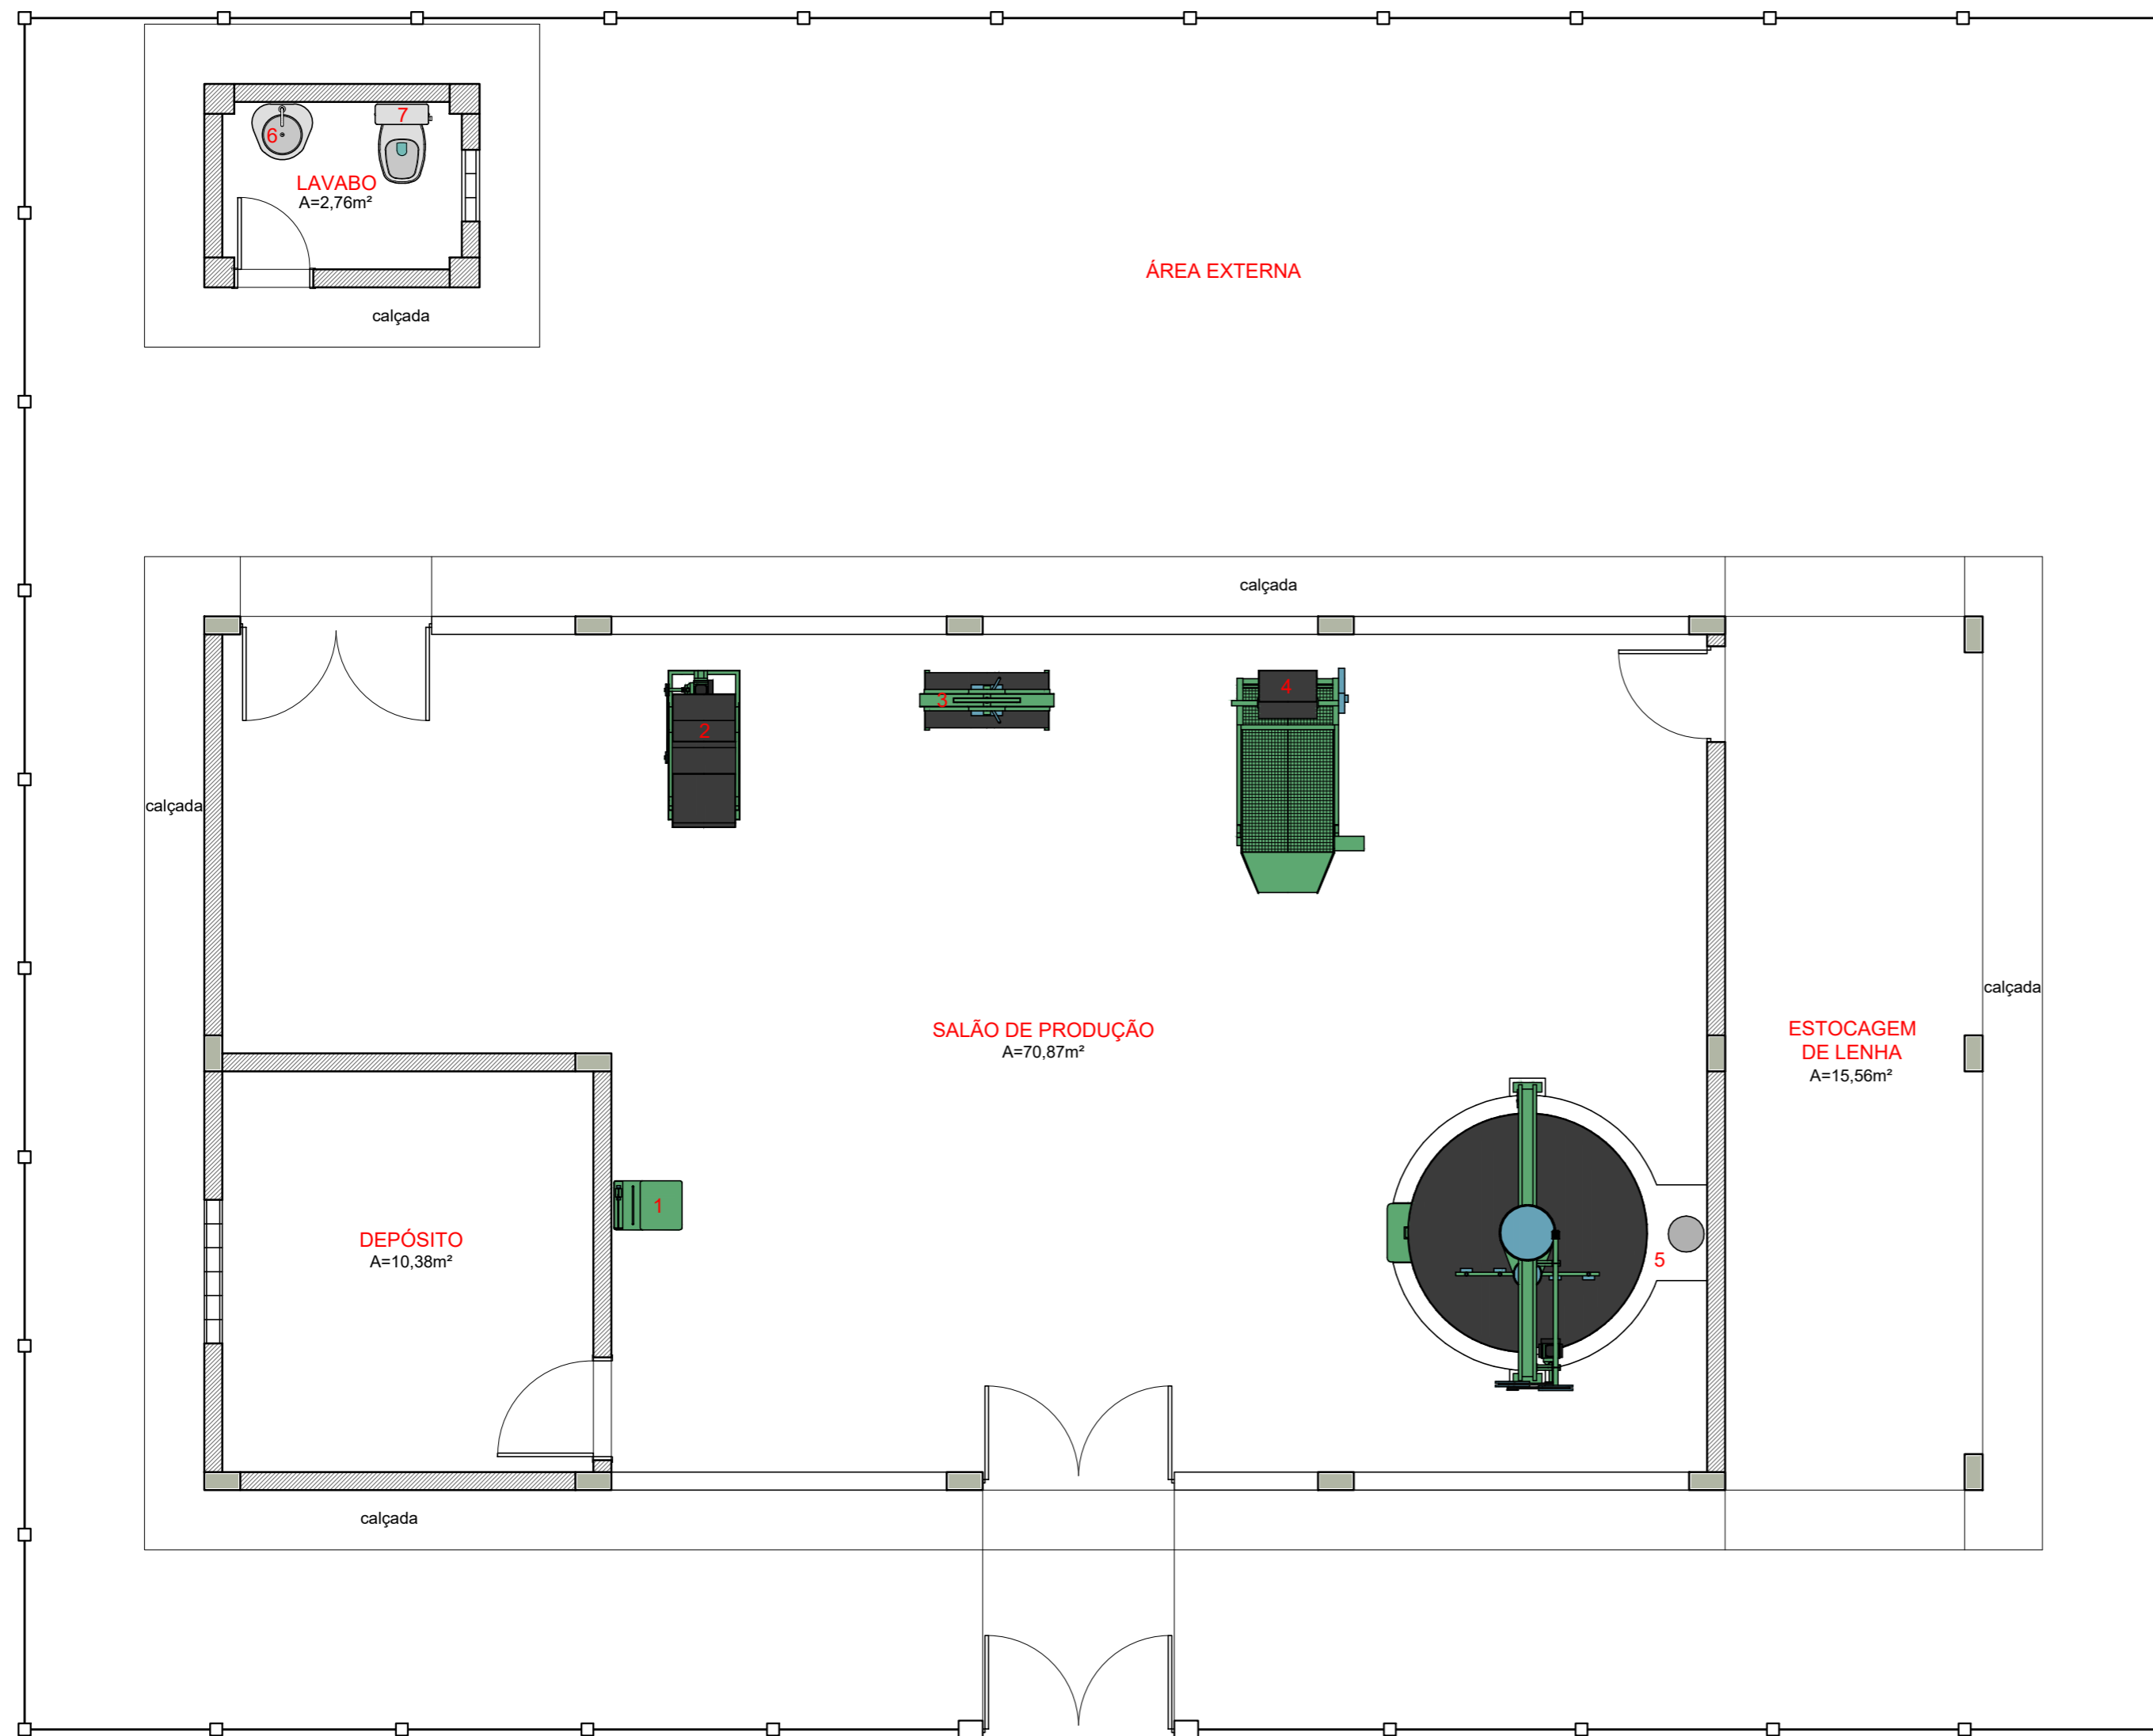 7
6
LAVABO
A=2,76m²
ÁREA EXTERNA
calçada
calçada
4
3
2
calçada
calçada
SALÃO DE PRODUÇÃO
A=70,87m²
ESTOCAGEM
DE LENHA
A=15,56m²
1
DEPÓSITO
A=10,38m²
5
calçada